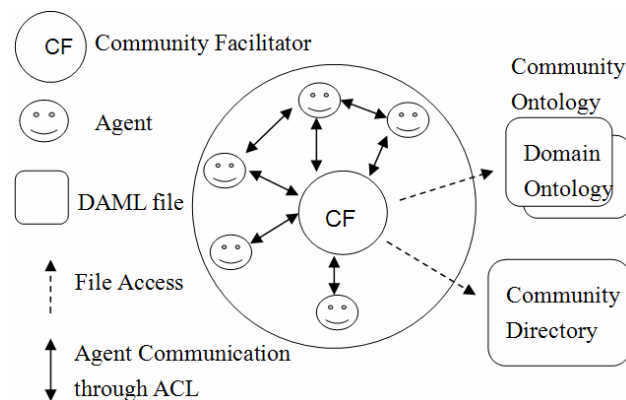 CF
Community Facilitator
Agent
DAML file
File Access
Agent Communication
through ACL
CF
Community
Ontology
Domain
Ontology
Community
Directory